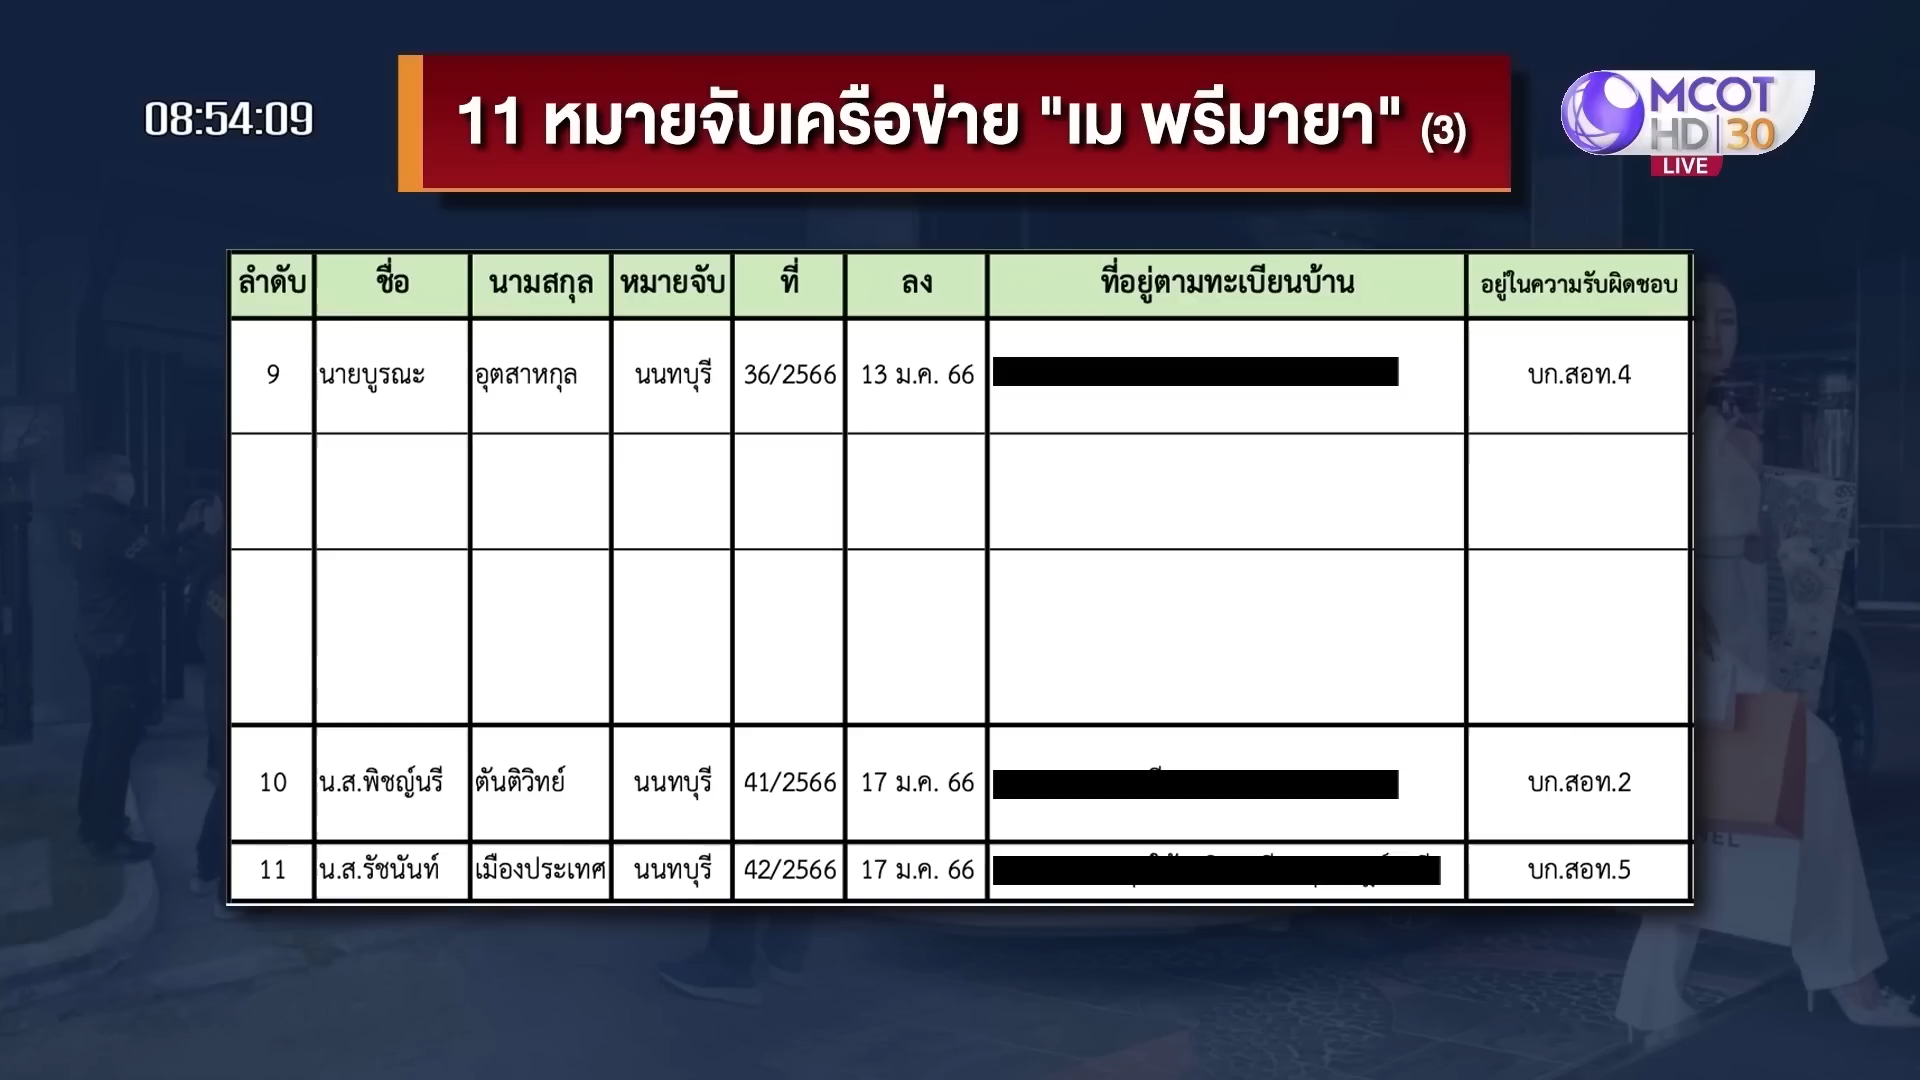 08:54:09
11 หมายจับเครือข่าย "เม พรีมายา" (3)
MCOT
HD|30
LIVE
ลำดับ ชื่อ นามสกุล หมายจับ ที่ ลง ที่อยู่ตามทะเบียนบ้าน อยู่ในความรับผิดชอบ
9 นายบูรณะ อุตสาหกุล นนทบุรี 36/2566 13 ม.ค. 66 บก.สอท.4
10 น.ส.พิชญ์นรี ตันติวิทย์ นนทบุรี 41/2566 17 ม.ค. 66 บก.สอท.2
11 น.ส.รัชนันท์ เมืองประเทศ นนทบุรี 42/2566 17 ม.ค. 66 บก.สอท.5